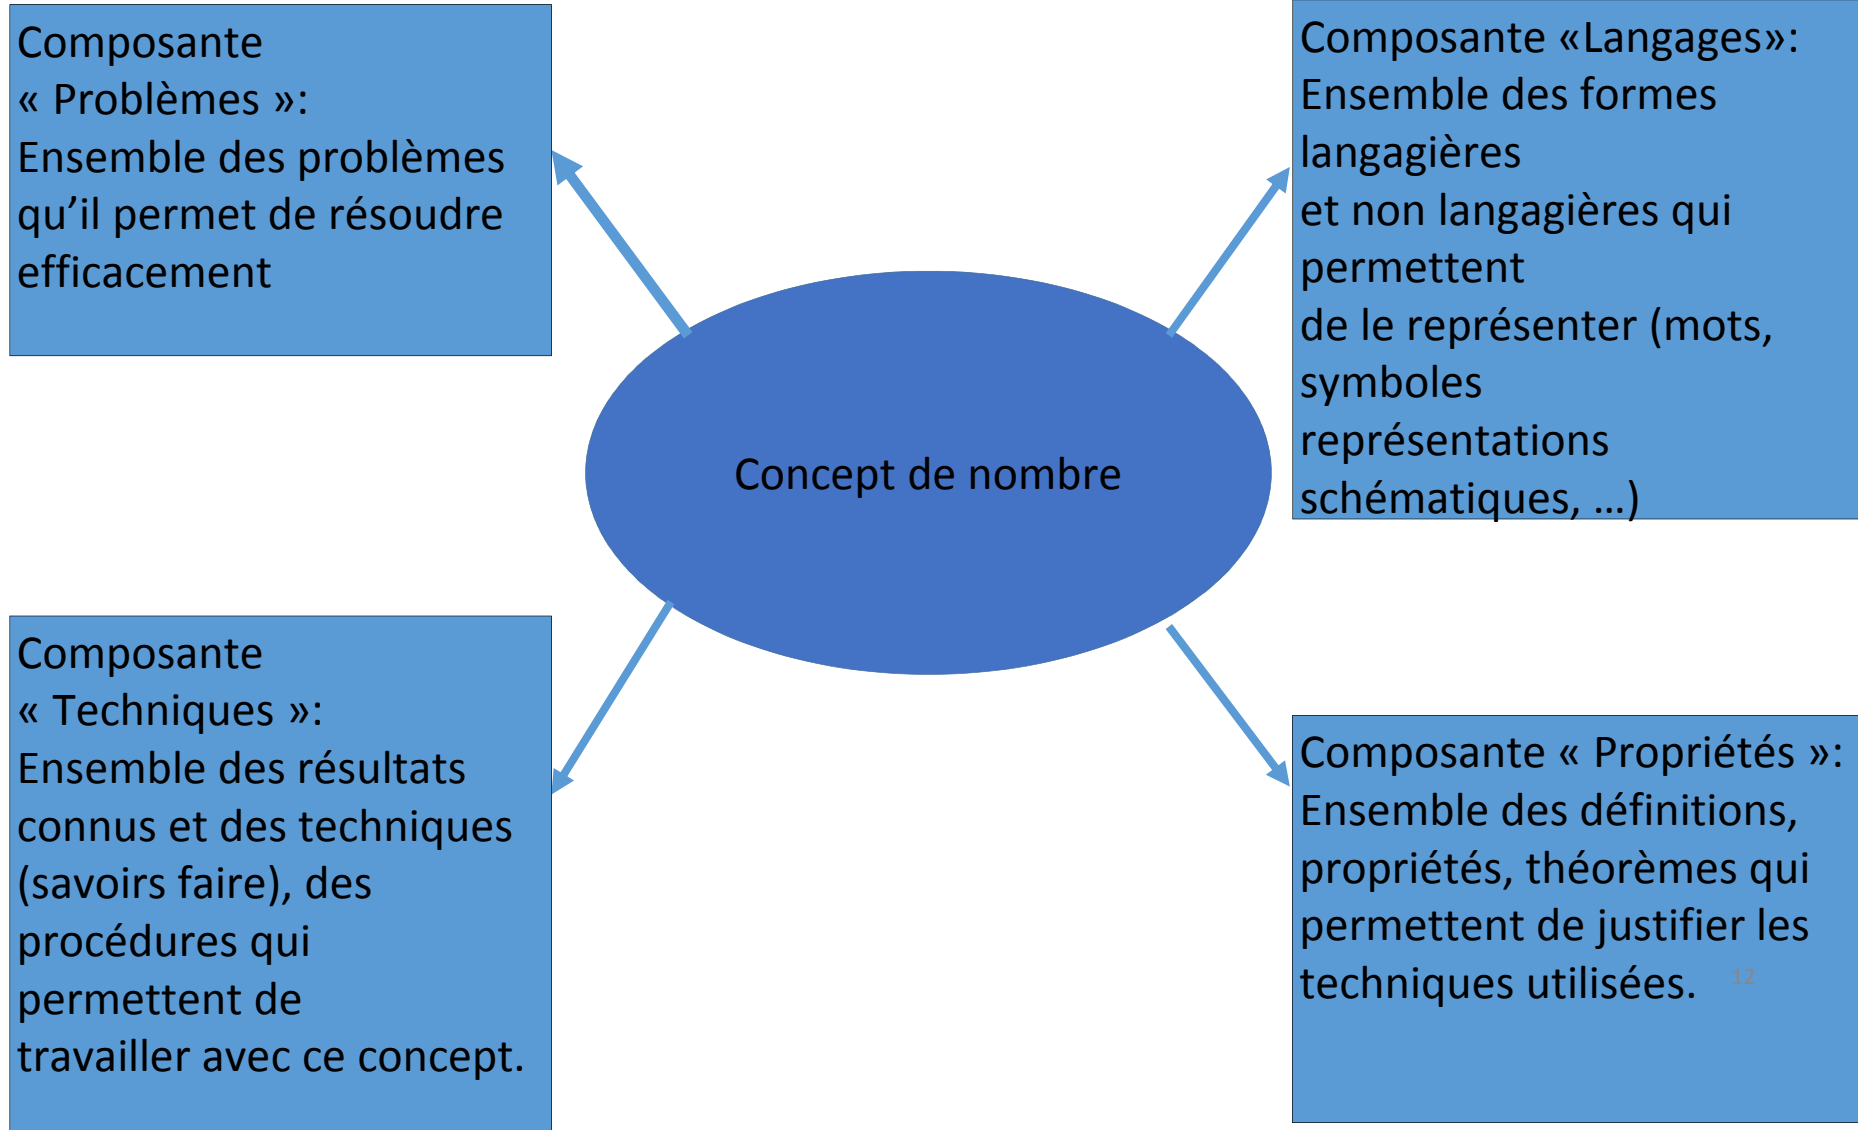 Composante
« Problèmes »:
Ensemble des problèmes
qu’il permet de résoudre
efficacement
Composante «Langages»:
Ensemble des formes
langagières
et non langagières qui
permettent
de le représenter (mots,
symboles
représentations
schématiques, …)
Concept de nombre
Composante
« Techniques »:
Ensemble des résultats
connus et des techniques
(savoirs faire), des
procédures qui
permettent de
travailler avec ce concept.
Composante « Propriétés »:
Ensemble des définitions,
propriétés, théorèmes qui
permettent de justifier les
techniques utilisées.
12